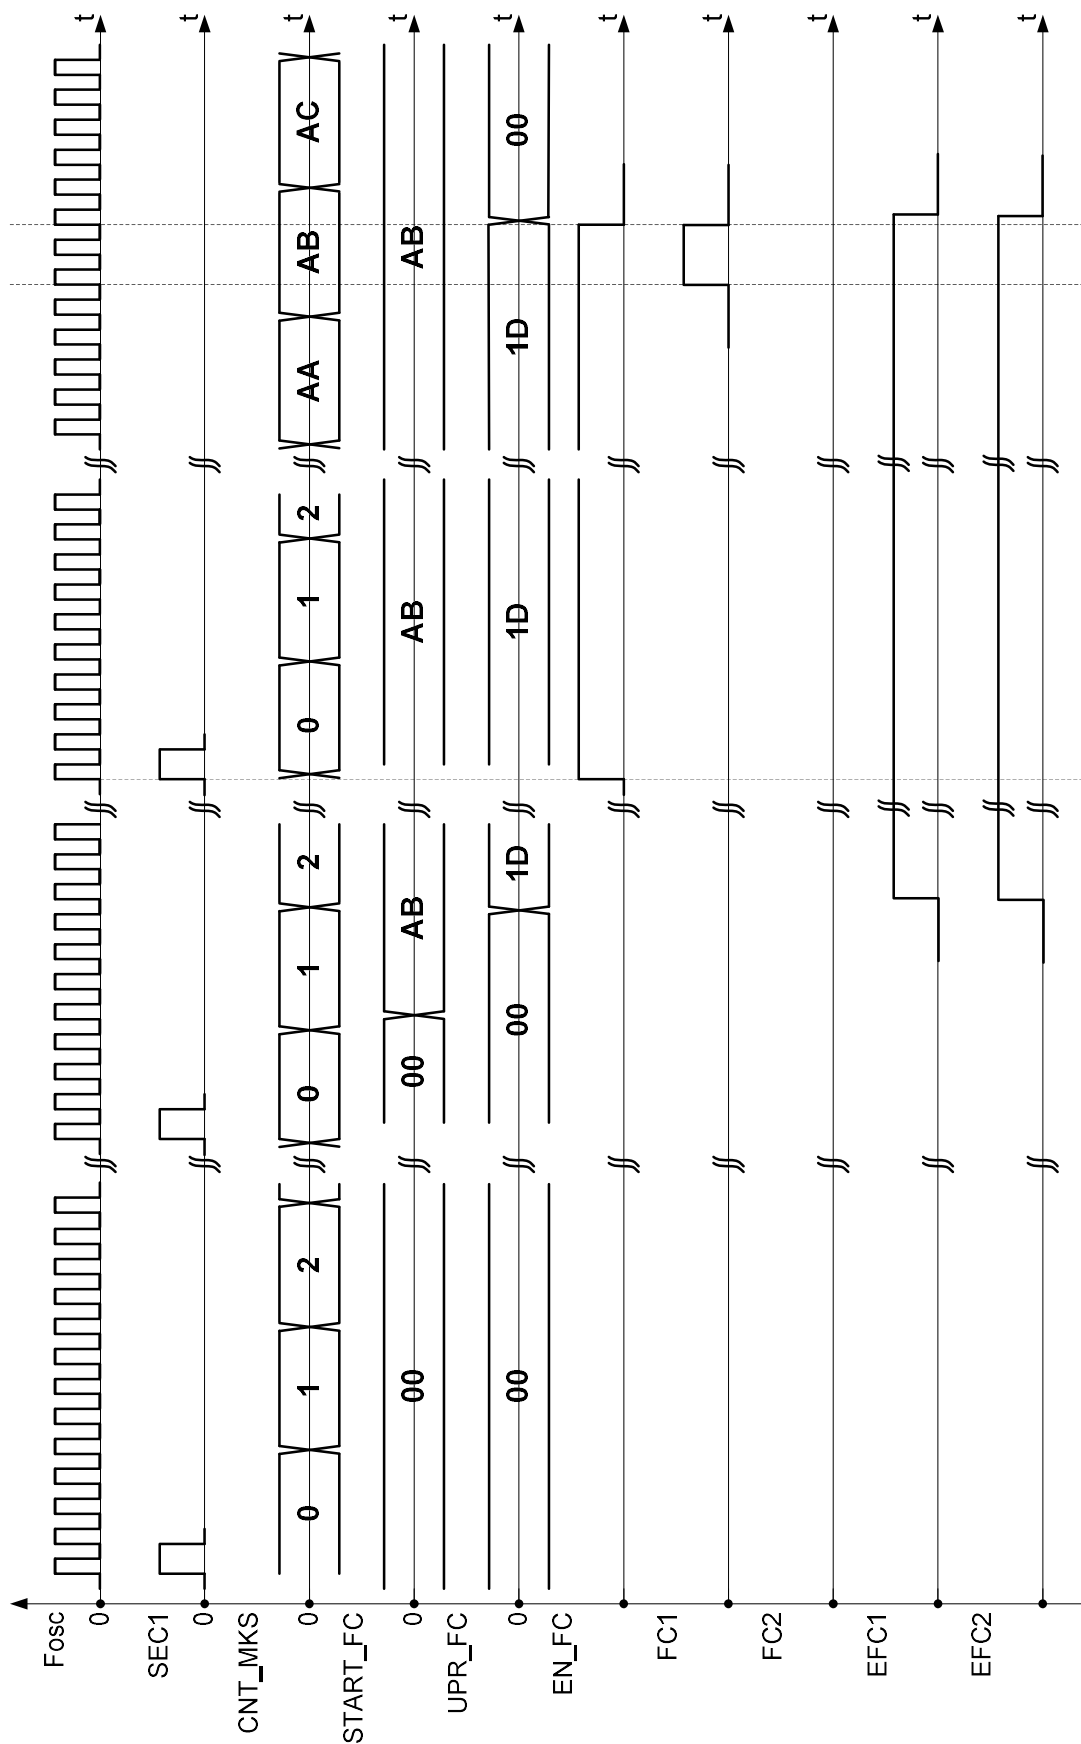 Fosc
0
t
SEC1
0
t
CNT_MKS
0
0 1 2 0 1 2 0 1 2 AA AB AC
t
START_FC
0
00 00 AB AB AB
t
UPR_FC
0
00 00 1D 1D 1D 00
t
EN_FC
t
FC1
t
FC2
t
EFC1
t
EFC2
t